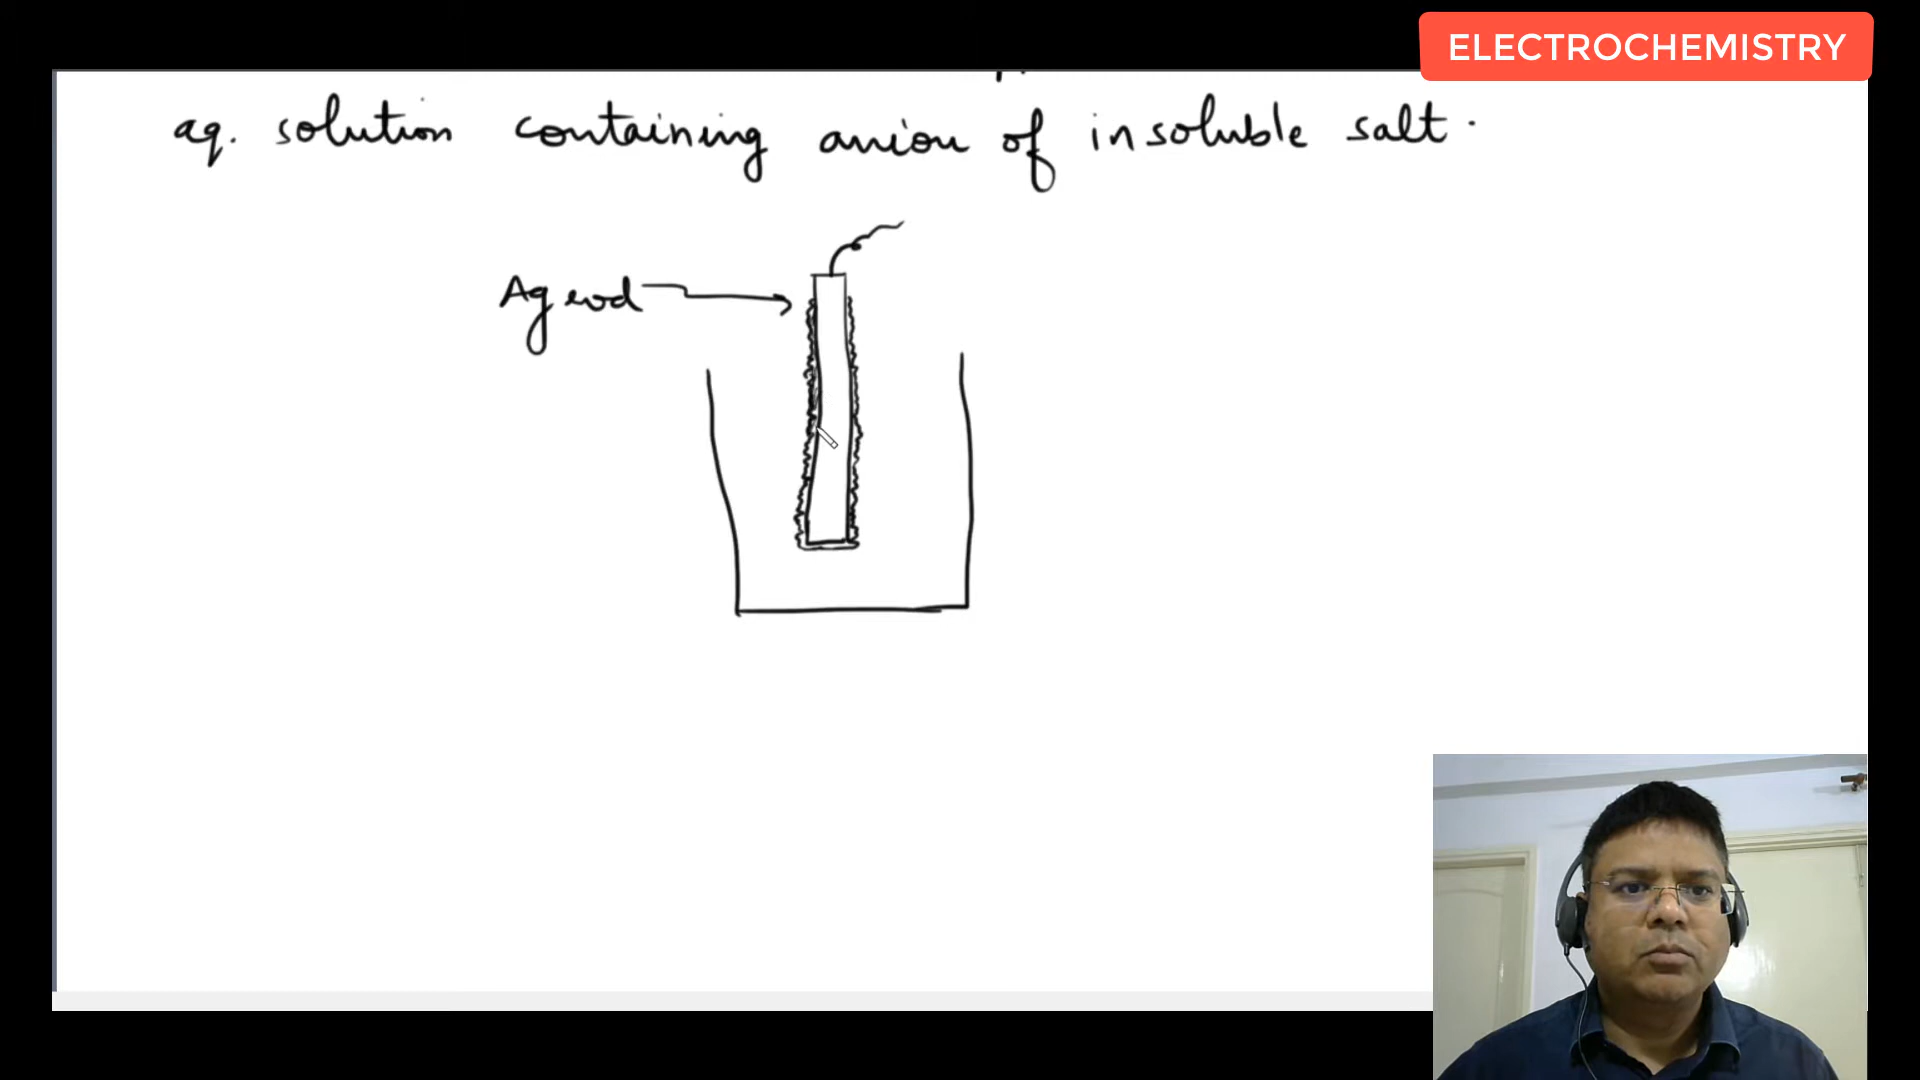 ELECTROCHEMISTRY
aq. solution containing anion of insoluble salt.
Ag rod